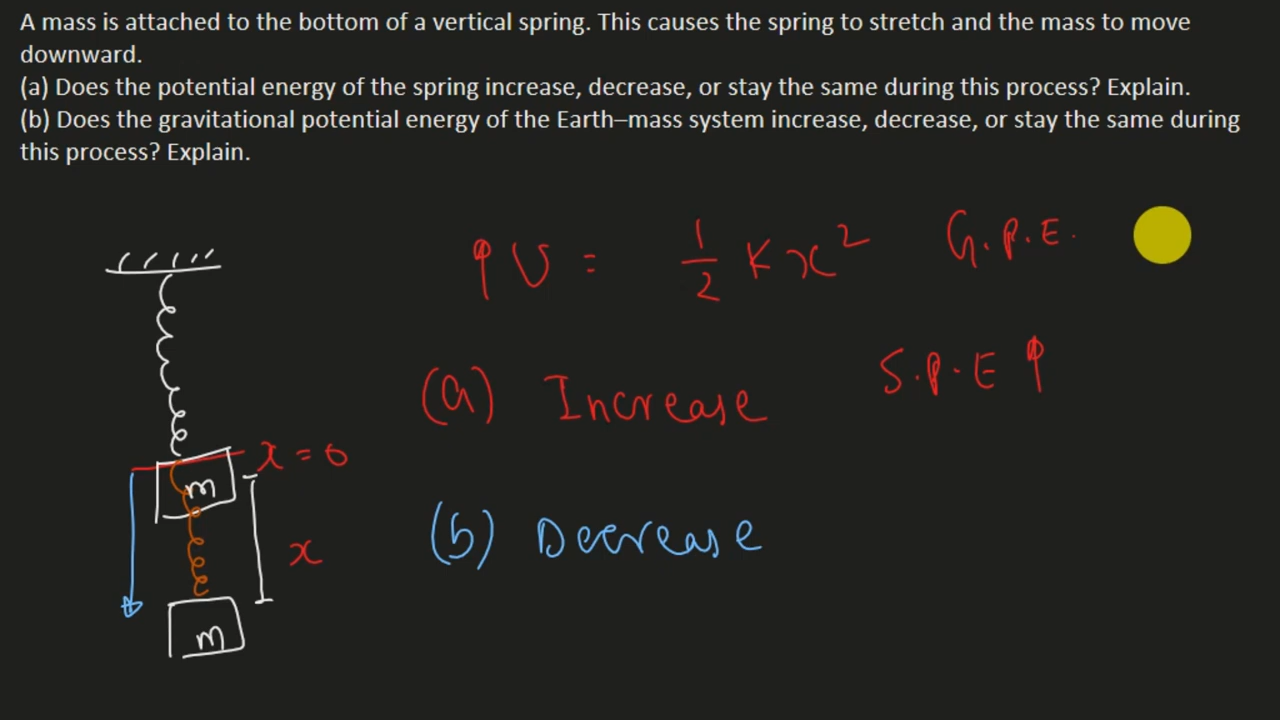 A mass is attached to the bottom of a vertical spring. This causes the spring to stretch and the mass to move
downward.
(a) Does the potential energy of the spring increase, decrease, or stay the same during this process? Explain.
(b) Does the gravitational potential energy of the Earth–mass system increase, decrease, or stay the same during
this process? Explain.
↑ U = 1/2 K x² G.P.E.
(a) Increase S.P.E ↑
x = 0
m
x
(b) Decrease
m